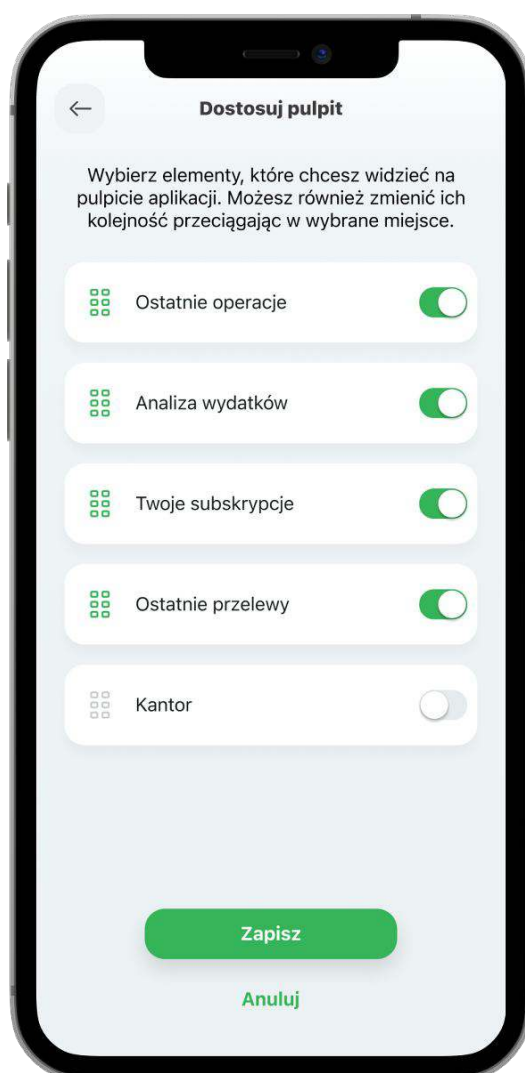 Dostosuj pulpit
Wybierz elementy, które chcesz widzieć na
pulpicie aplikacji. Możesz również zmienić ich
kolejność przeciągając w wybrane miejsce.
Ostatnie operacje
Analiza wydatków
Twoje subskrypcje
Ostatnie przelewy
Kantor
Zapisz
Anuluj